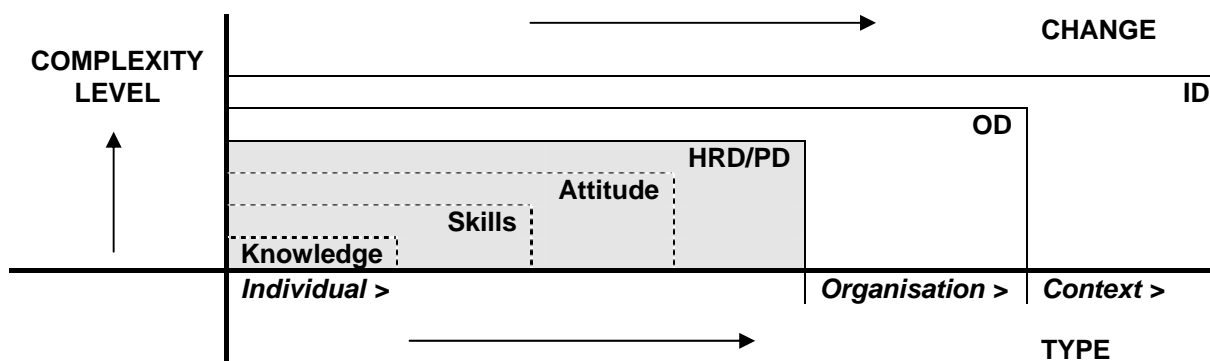 CHANGE
COMPLEXITY
LEVEL
ID
OD
HRD/PD
Attitude
Skills
Knowledge
Individual >
Organisation >
Context >
TYPE